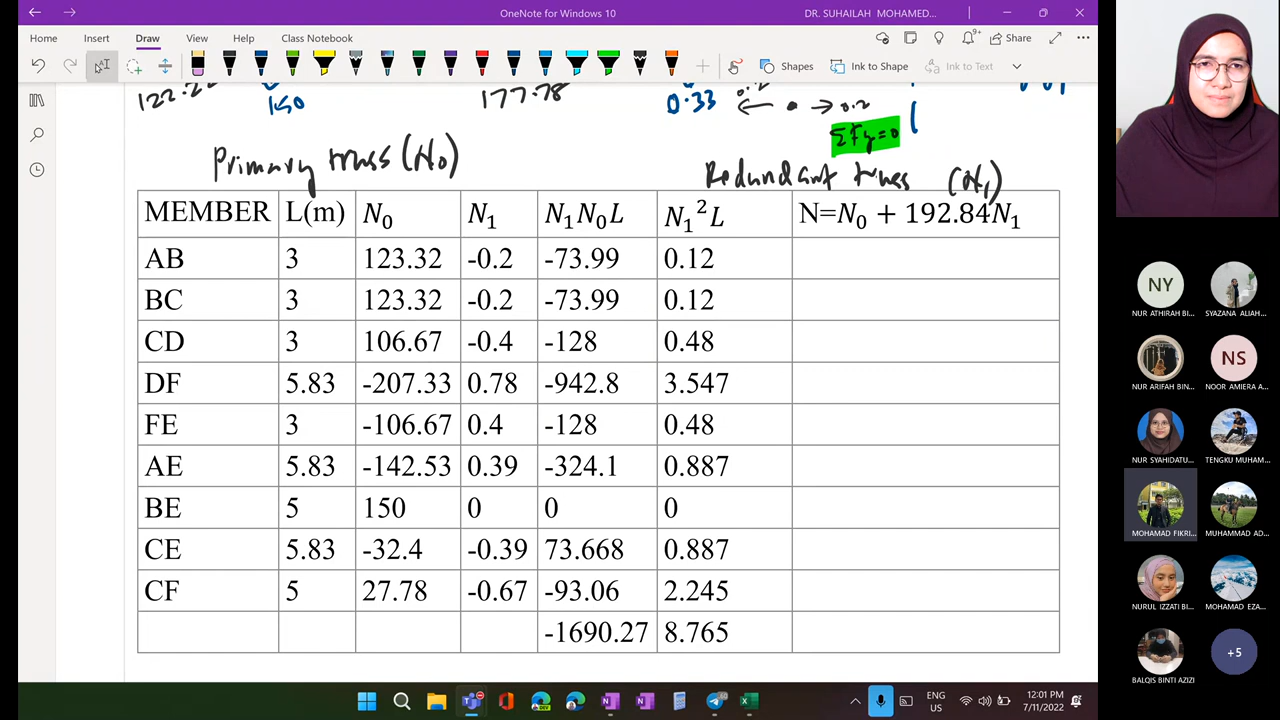 OneNote for Windows 10
DR. SUHAILAH MOHAMED...
Home Insert Draw View Help Class Notebook
9+ Share
Shapes Ink to Shape Ink to Text
122.22 150 177.78 0.33 0.2 0.2
ΣFy=0
Primary truss (N0) Redundant truss (N1)
MEMBER L(m) N₀ N₁ N₁N₀L N₁²L N=N₀ + 192.84N₁
AB 3 123.32 -0.2 -73.99 0.12
BC 3 123.32 -0.2 -73.99 0.12
CD 3 106.67 -0.4 -128 0.48
DF 5.83 -207.33 0.78 -942.8 3.547
FE 3 -106.67 0.4 -128 0.48
AE 5.83 -142.53 0.39 -324.1 0.887
BE 5 150 0 0 0
CE 5.83 -32.4 -0.39 73.668 0.887
CF 5 27.78 -0.67 -93.06 2.245
-1690.27 8.765
NY
NUR ATHIRAH BI... SYAZANA ALIAH...
NS
NUR ARIFAH BIN... NOOR AMIERA A...
NUR SYAHIDATU... TENGKU MUHAM...
MOHAMAD FIKRI... MUHAMMAD AD...
NURUL IZZATI BI... MOHAMAD EZA...
+5
BALQIS BINTI AZIZI
ENG
US
12:01 PM
7/11/2022